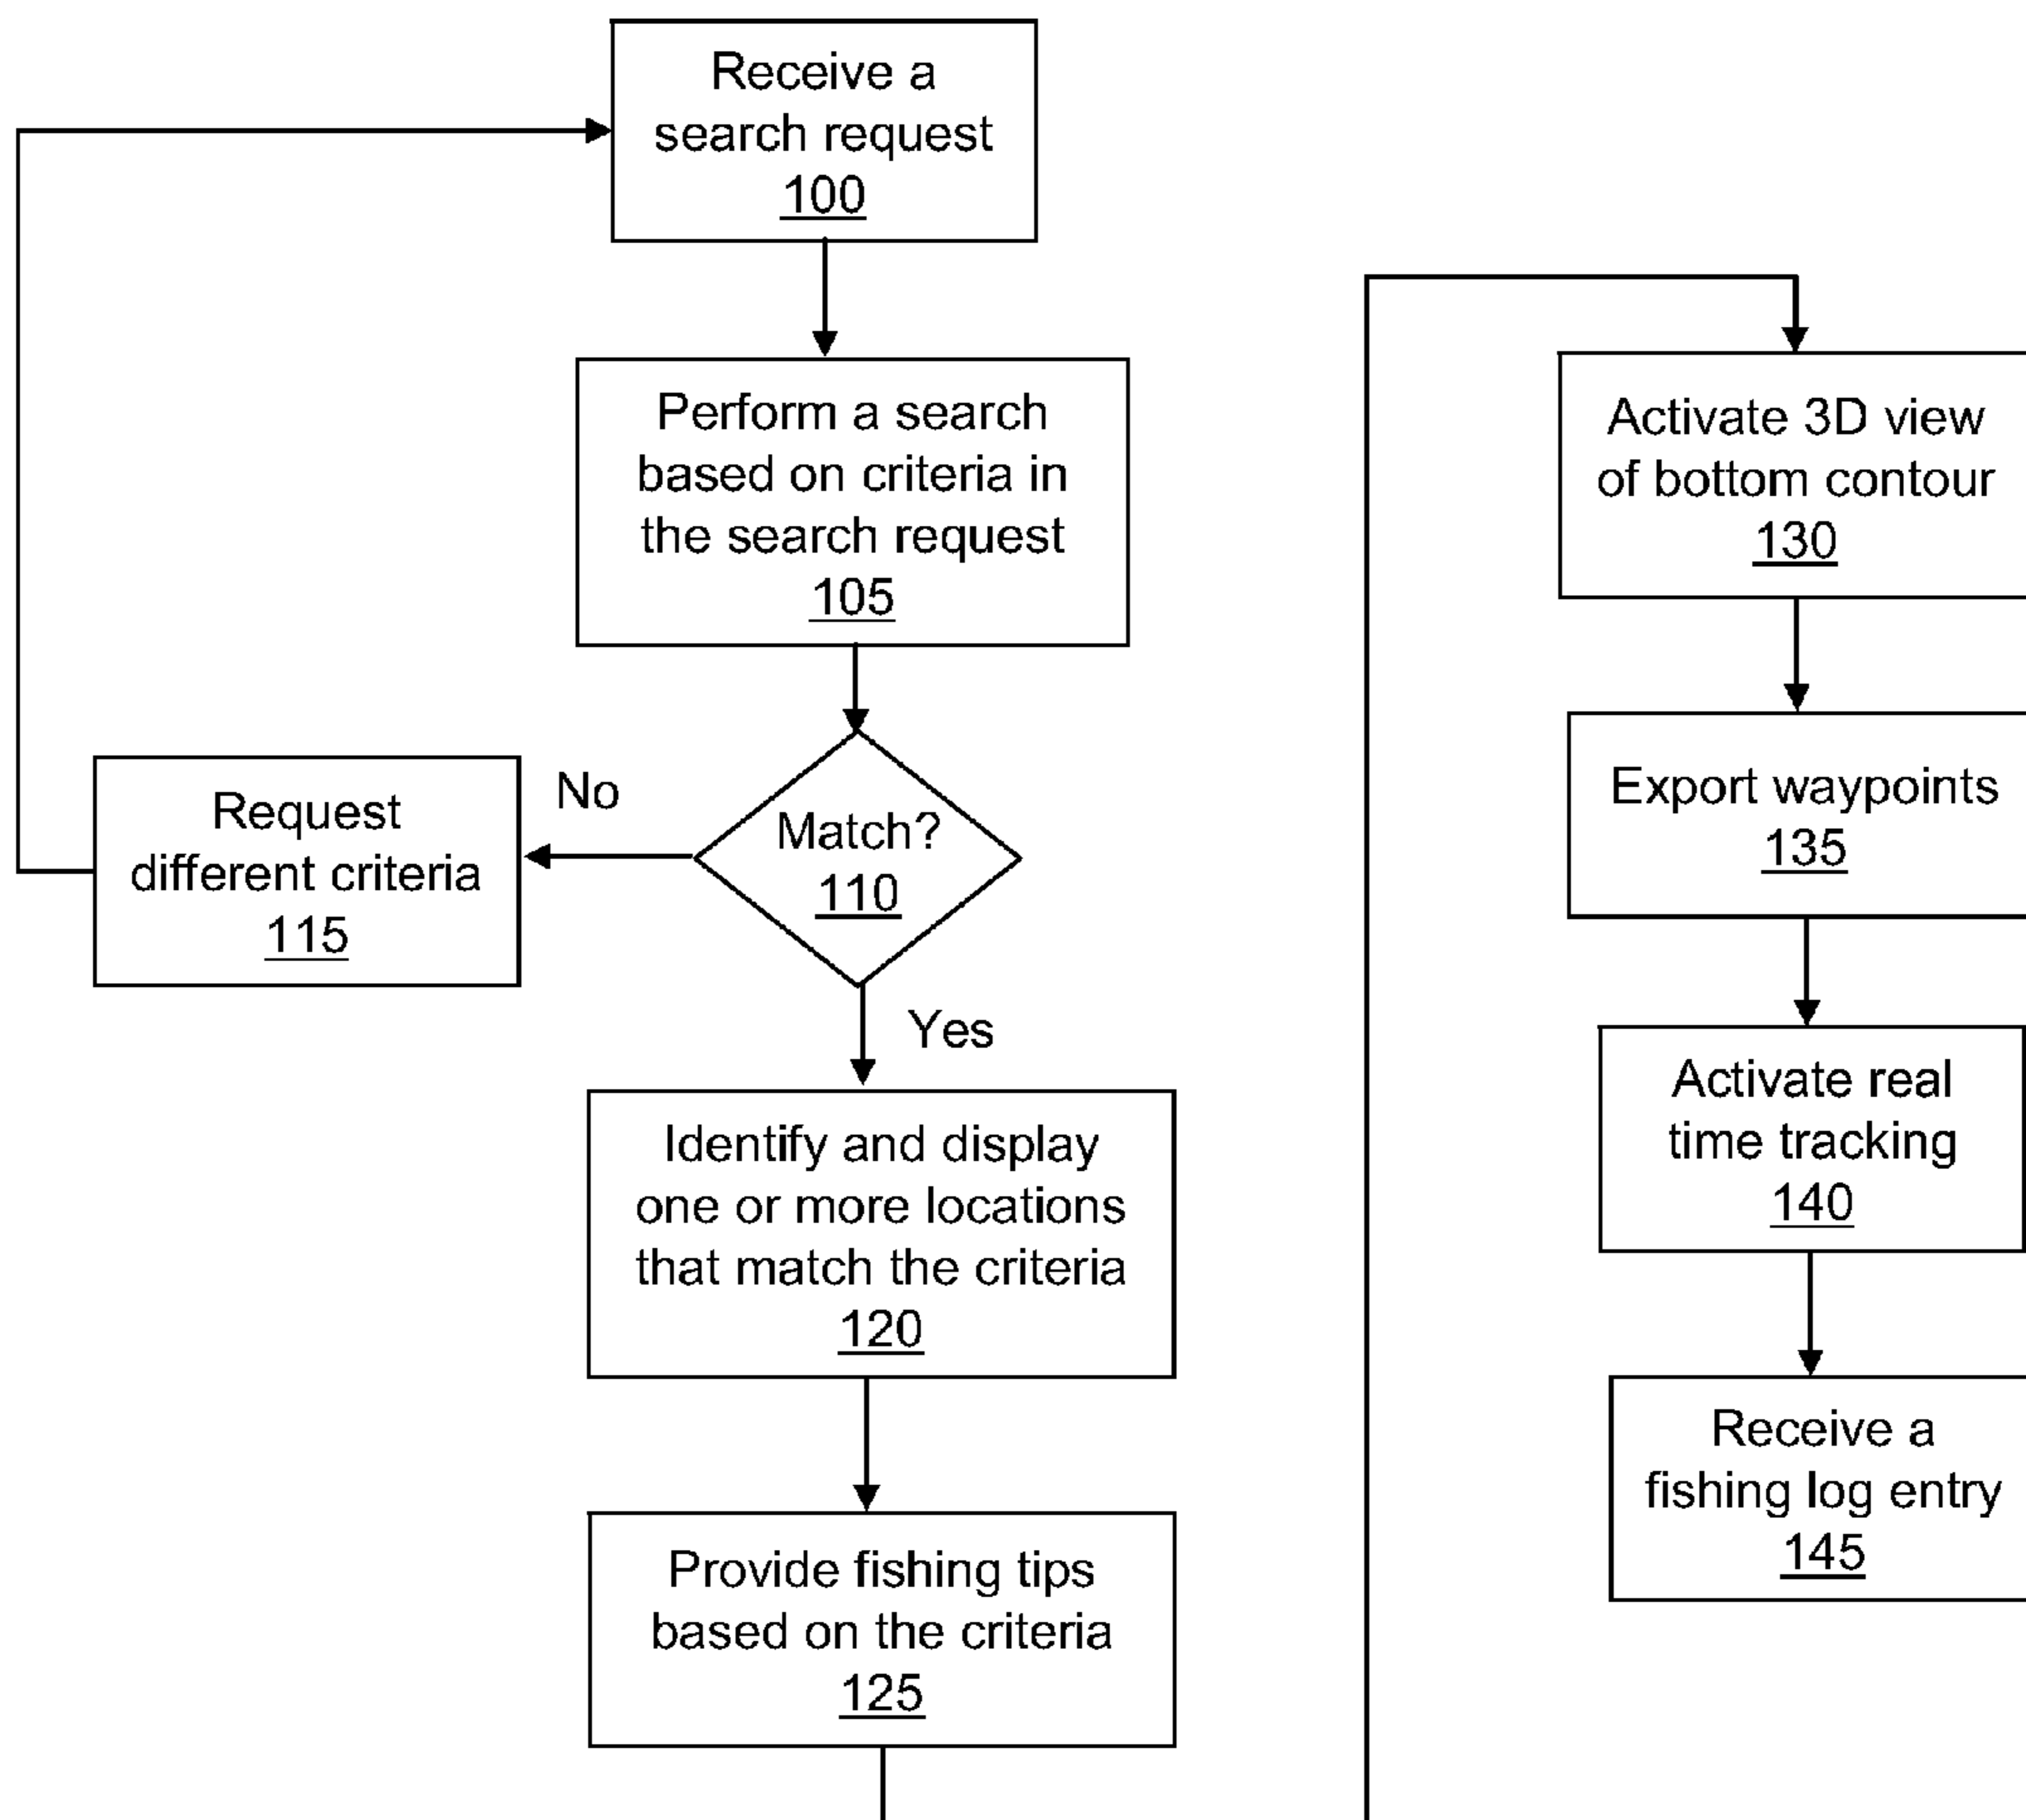 Receive a
search request
100
Perform a search
based on criteria in
the search request
105
Match?
110
No
Request
different criteria
115
Yes
Identify and display
one or more locations
that match the criteria
120
Provide fishing tips
based on the criteria
125
Activate 3D view
of bottom contour
130
Export waypoints
135
Activate real
time tracking
140
Receive a
fishing log entry
145